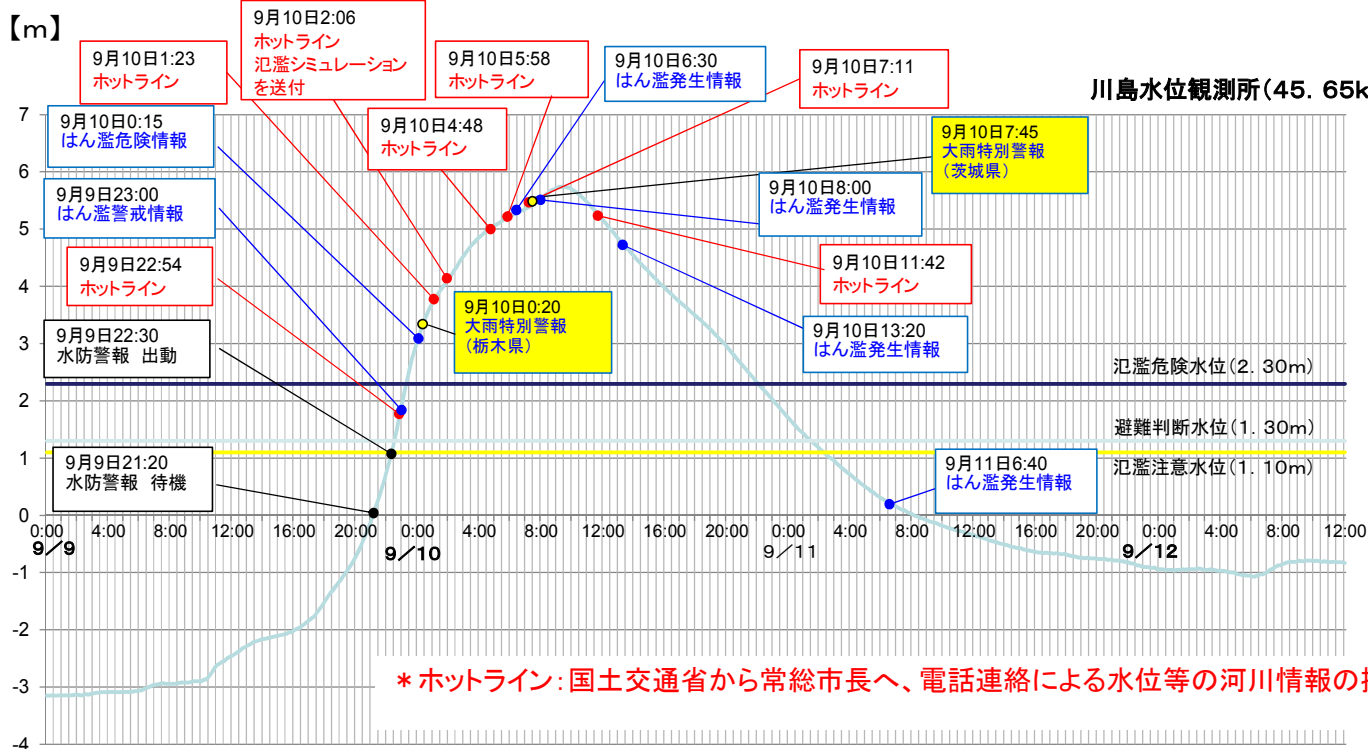 【m】
9月10日1:23
ホットライン
9月10日2:06
ホットライン
氾濫シミュレーション
を送付
9月10日5:58
ホットライン
9月10日6:30
はん濫発生情報
9月10日7:11
ホットライン
川島水位観測所(45.65k
9月10日0:15
はん濫危険情報
9月10日4:48
ホットライン
9月10日7:45
大雨特別警報
(茨城県)
9月9日23:00
はん濫警戒情報
9月10日8:00
はん濫発生情報
9月9日22:54
ホットライン
9月10日11:42
ホットライン
9月10日0:20
大雨特別警報
(栃木県)
9月9日22:30
水防警報 出動
9月10日13:20
はん濫発生情報
氾濫危険水位(2.30m)
避難判断水位(1.30m)
氾濫注意水位(1.10m)
9月9日21:20
水防警報 待機
9月11日6:40
はん濫発生情報
7
6
5
4
3
2
1
0
-1
-2
-3
-4
0:00 4:00 8:00 12:00 16:00 20:00 0:00 4:00 8:00 12:00 16:00 20:00 0:00 4:00 8:00 12:00 16:00 20:00 0:00 4:00 8:00 12:00
9/9 9/10 9/11 9/12
*ホットライン:国土交通省から常総市長へ、電話連絡による水位等の河川情報の